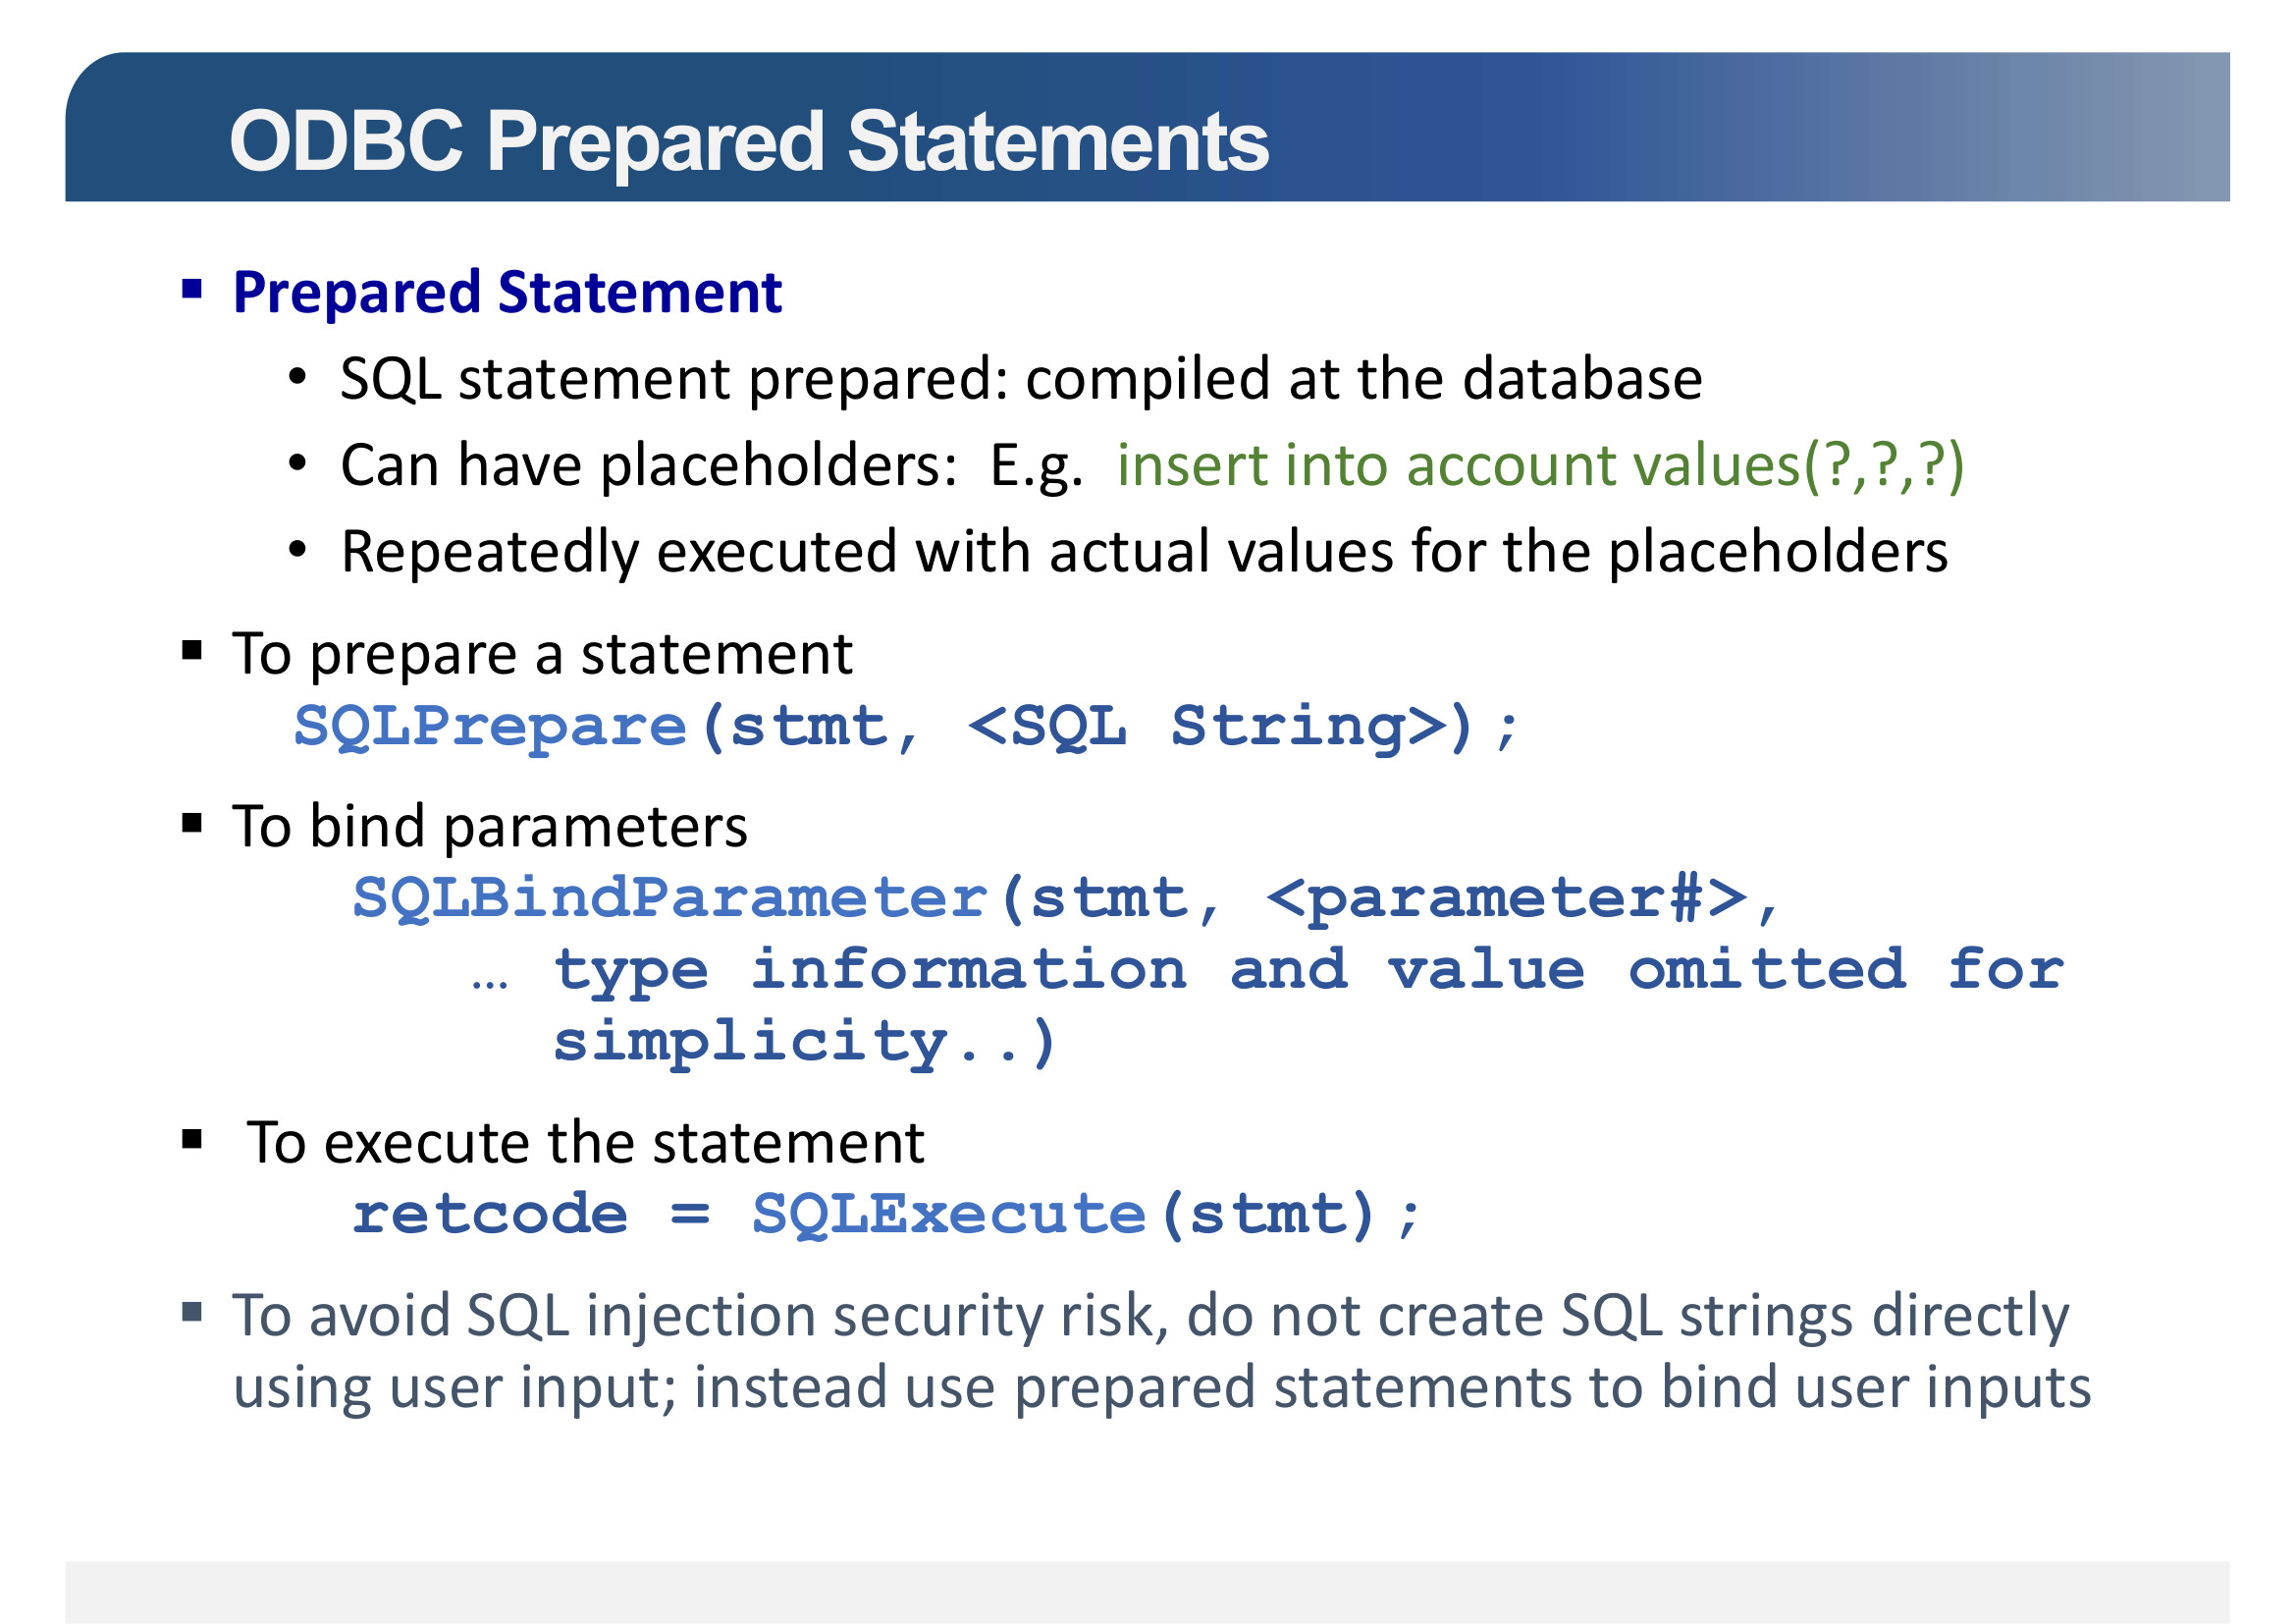 ODBC Prepared Statements
▪ Prepared Statement
• SQL statement prepared: compiled at the database
• Can have placeholders:  E.g.  insert into account values(?,?,?)
• Repeatedly executed with actual values for the placeholders
▪ To prepare a statement
SQLPrepare(stmt, <SQL String>);
▪ To bind parameters
SQLBindParameter(stmt, <parameter#>,
… type information and value omitted for
simplicity..)
▪ To execute the statement
retcode = SQLExecute(stmt);
▪ To avoid SQL injection security risk, do not create SQL strings directly
using user input; instead use prepared statements to bind user inputs